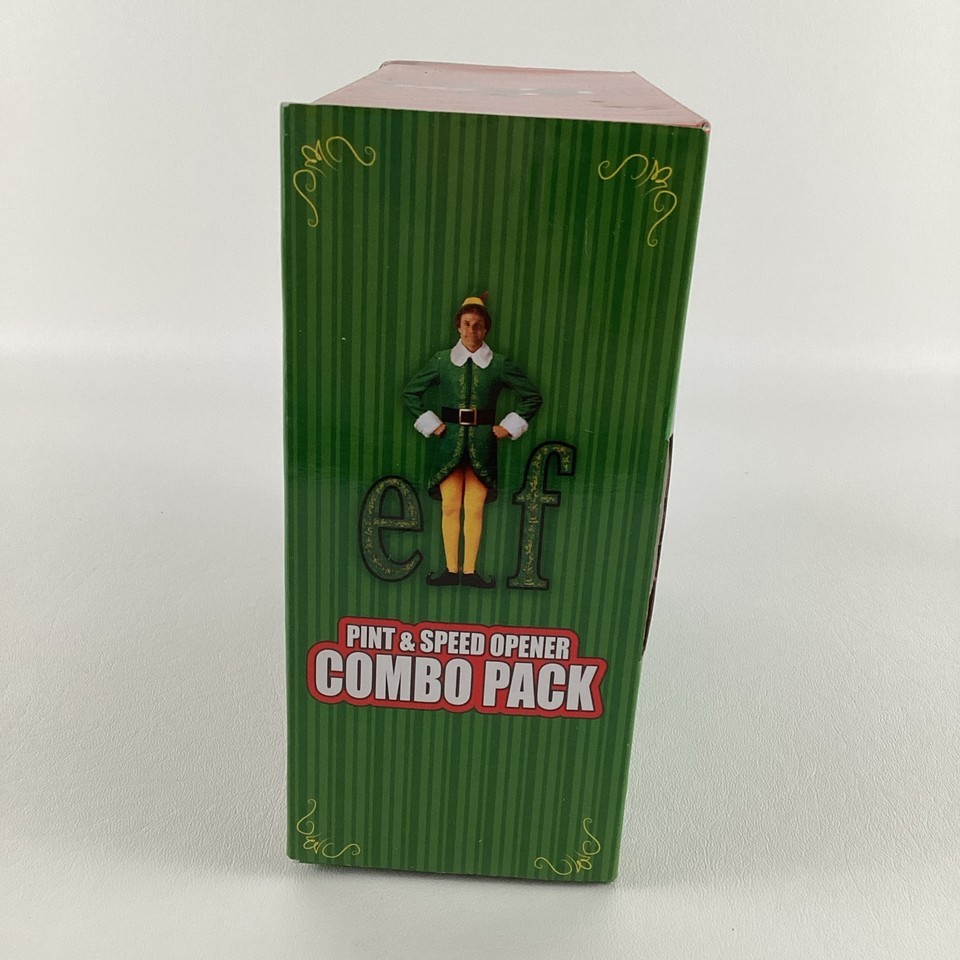 elf
PINT & SPEED OPENER
COMBO PACK